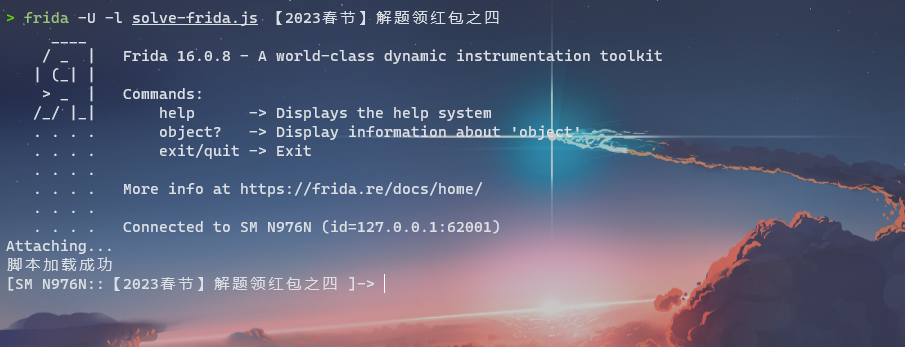 > frida -U -l solve-frida.js 【2023春节】解题领红包之四
     ____
    / _  |   Frida 16.0.8 - A world-class dynamic instrumentation toolkit
   | (_| |
    > _  |   Commands:
   /_/ |_|       help      -> Displays the help system
   . . . .       object?   -> Display information about 'object'
   . . . .       exit/quit -> Exit
   . . . .
   . . . .   More info at https://frida.re/docs/home/
   . . . .
   . . . .   Connected to SM N976N (id=127.0.0.1:62001)
Attaching...
脚本加载成功
[SM N976N::【2023春节】解题领红包之四 ]->